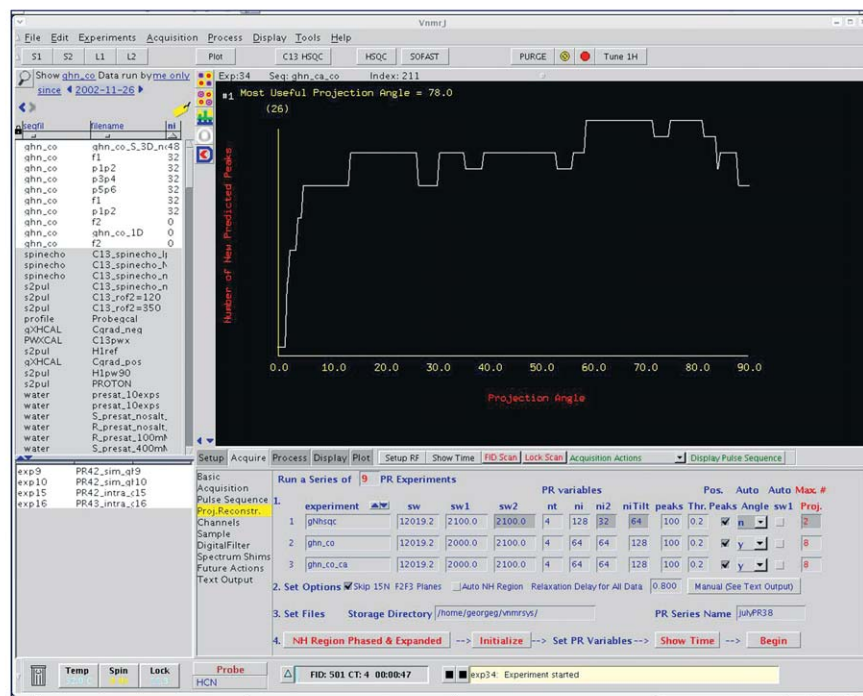 VnmrJ
File Edit Experiments Acquisition Process Display Tools Help
S1 S2 L1 L2 Plot C13 HSQC HSQC SOFAST PURGE Tune 1H
Show ghn_co Data run by me only
since 2002-11-26
Exp:34 Seq: ghn_ca_co Index: 211
#1 Most Useful Projection Angle = 78.0
(26)
seqfil filename ni
ghn_co ghn_co_S_3D_n 48
ghn_co f1 32
ghn_co p1p2 32
ghn_co p3p4 32
ghn_co p5p6 32
ghn_co f1 32
ghn_co p1p2 32
ghn_co f2 0
ghn_co ghn_co_1D 0
ghn_co f2 0
spinecho C13_spinecho_
spinecho C13_spinecho_N
spinecho C13_spinecho_n
s2pul C13_rof2=120
s2pul C13_rof2=350
profile Probegcal
gXHCAL Cgrad_neg
PWXCAL C13pwx
s2pul H1ref
gXHCAL Cgrad_pos
s2pul H1pw90
s2pul PROTON
water presat_10exps
water presat_10exps
water S_presat_nosalt_
water R_presat_nosalt_
water R_presat_100m
water S_presat_400m
Number of New Predicted Peaks
0.0 10.0 20.0 30.0 40.0 50.0 60.0 70.0 80.0 90.0
Projection Angle
exp9 PR42_sim_gf9
exp10 PR42_sim_gf10
exp15 PR42_intra_c15
exp16 PR43_intra_c16
Setup Acquire Process Display Plot Setup RF Show Time FID Scan Lock Scan Acquisition Actions Display Pulse Sequence
Basic
Acquisition
Pulse Sequence
Proj.Reconstr.
Channels
Sample
DigitalFilter
Spectrum Shims
Future Actions
Text Output
Run a Series of 9 PR Experiments
PR variables Pos. Auto Auto Max. #
1. experiment sw sw1 sw2 nt ni ni2 niTilt peaks Thr. Peaks Angle sw1 Proj.
1 gNhsqc 12019.2 2000.0 2100.0 4 128 32 64 100 0.2 n 2
2 ghn_co 12019.2 2000.0 2100.0 4 64 64 128 100 0.2 y 8
3 ghn_co_ca 12019.2 2000.0 2100.0 4 64 64 128 100 0.2 y 8
2. Set Options Skip 15N F2F3 Planes Auto NH Region Relaxation Delay for All Data 0.800 Manual (See Text Output)
3. Set Files Storage Directory /home/georgeg/vnmrsys/ PR Series Name julyPR38
4. NH Region Phased & Expanded --> Initialize --> Set PR Variables --> Show Time --> Begin
Temp Spin Lock Probe
HCN
FID: 501 CT: 4 00:00:47
exp34: Experiment started